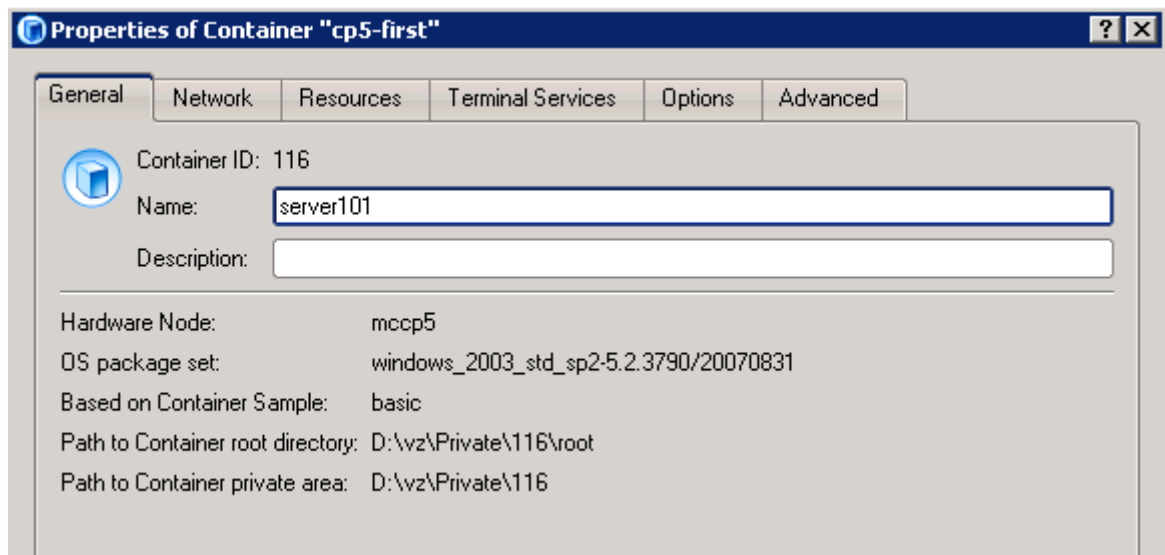 Properties of Container "cp5-first"
General Network Resources Terminal Services Options Advanced
Container ID: 116
Name: server101
Description:
Hardware Node: mccp5
OS package set: windows_2003_std_sp2-5.2.3790/20070831
Based on Container Sample: basic
Path to Container root directory: D:\vz\Private\116\root
Path to Container private area: D:\vz\Private\116